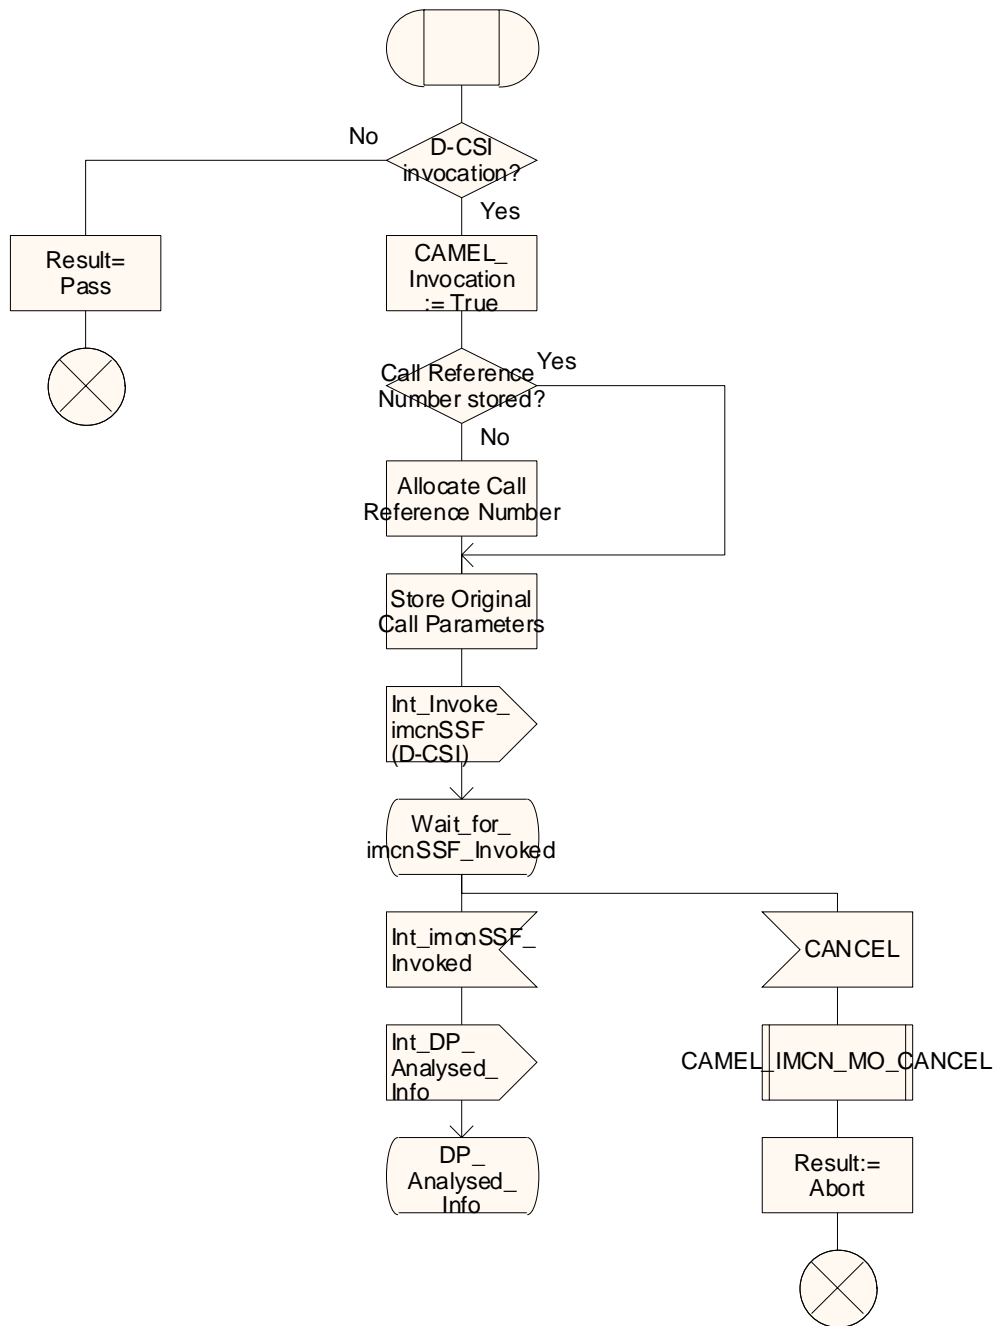 No
D-CSI
invocation?
Yes
Result=
Pass
CAMEL_
Invocation
:= True
Call Reference
Number stored?
Yes
No
Allocate Call
Reference Number
Store Original
Call Parameters
Int_Invoke_
imcnSSF
(D-CSI)
Wait_for_
imcnSSF_Invoked
Int_imcnSSF_
Invoked
CANCEL
Int_DP_
Analysed_
Info
CAMEL_IMCN_MO_CANCEL
DP_
Analysed_
Info
Result:=
Abort